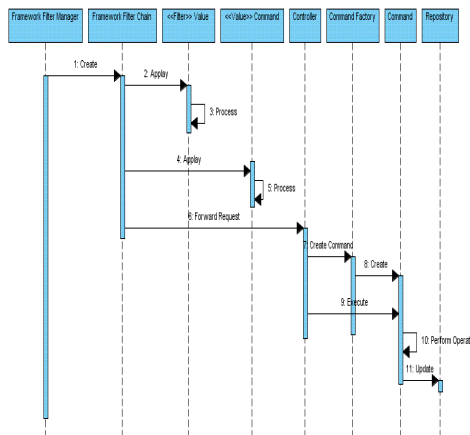 Framework Filter Manager
Framework Filter Chain
<<Filter>> Value
<<Value>> Command
Controller
Command Factory
Command
Repository
1: Create
2: Applay
3: Process
4: Applay
5: Process
6: Forward Request
7: Create Command
8: Create
9: Execute
10: Perform Operat
11: Update